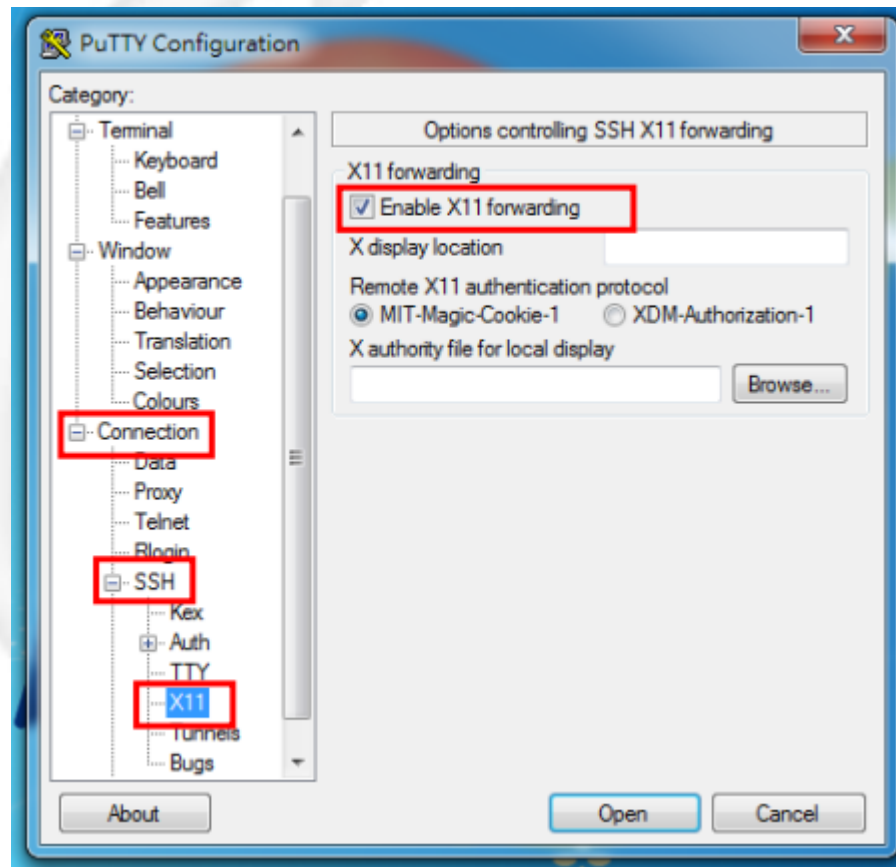 PuTTY Configuration
Category:
Terminal
Keyboard
Bell
Features
Window
Appearance
Behaviour
Translation
Selection
Colours
Connection
Data
Proxy
Telnet
Rlogin
SSH
Kex
Auth
TTY
X11
Tunnels
Bugs
Options controlling SSH X11 forwarding
X11 forwarding
Enable X11 forwarding
X display location
Remote X11 authentication protocol
MIT-Magic-Cookie-1 XDM-Authorization-1
X authority file for local display
Browse...
About Open Cancel